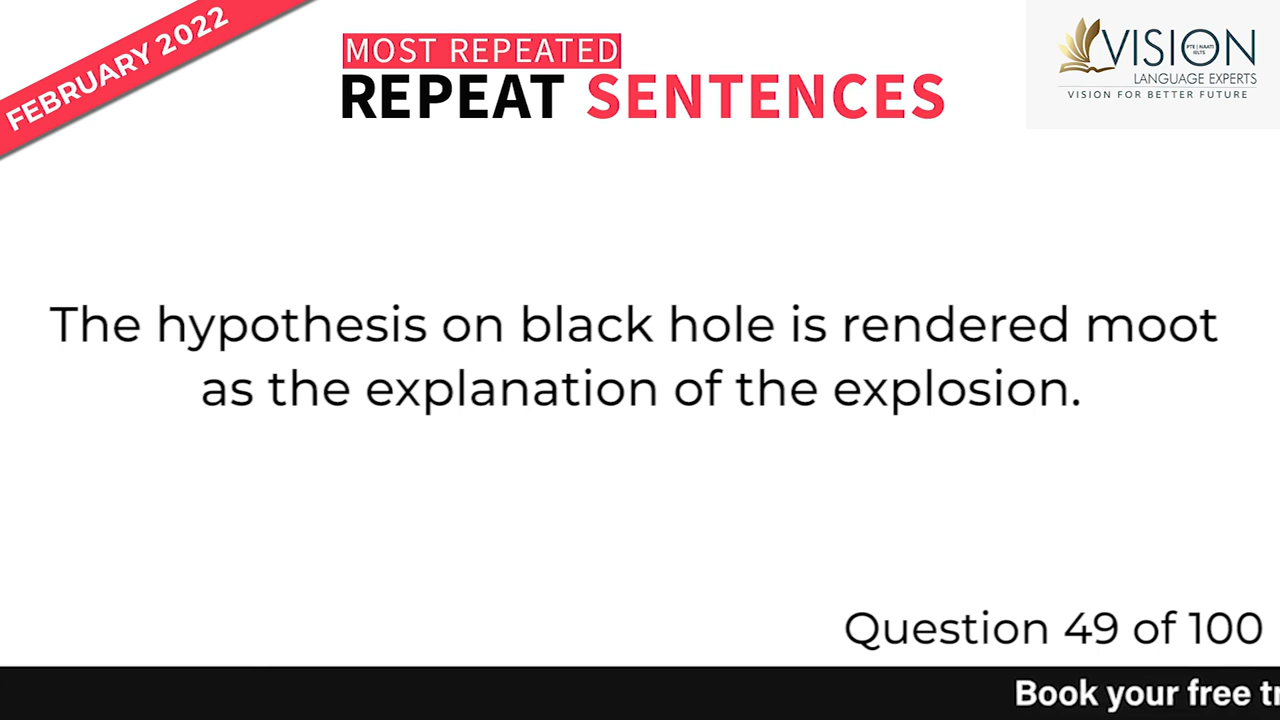 FEBRUARY 2022
MOST REPEATED
REPEAT SENTENCES
VISION
PTE | NAATI
IELTS
LANGUAGE EXPERTS
VISION FOR BETTER FUTURE
The hypothesis on black hole is rendered moot
as the explanation of the explosion.
Question 49 of 100
Book your free tr